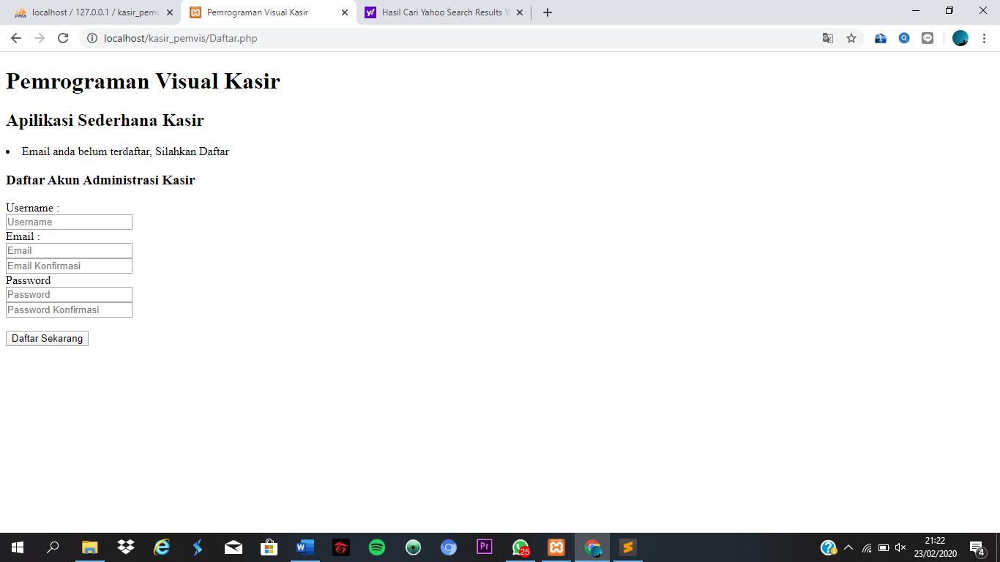 localhost / 127.0.0.1 / kasir_pemv
Pemrograman Visual Kasir
Hasil Cari Yahoo Search Results Y
localhost/kasir_pemvis/Daftar.php
Pemrograman Visual Kasir
Apilikasi Sederhana Kasir
Email anda belum terdaftar, Silahkan Daftar
Daftar Akun Administrasi Kasir
Username :
Username
Email :
Email
Email Konfirmasi
Password
Password
Password Konfirmasi
Daftar Sekarang
25
21:22
23/02/2020
4